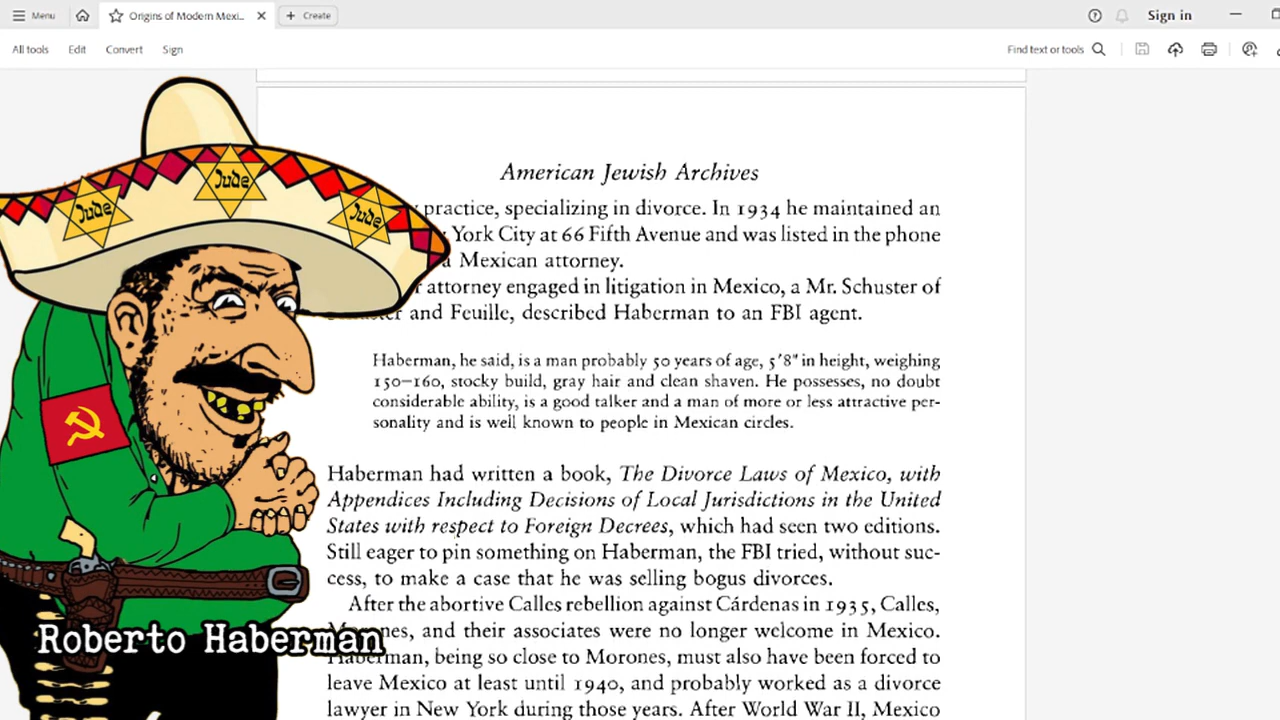 Menu
Origins of Modern Mexi...
Create
Sign in
All tools
Edit
Convert
Sign
Find text or tools
American Jewish Archives
practice, specializing in divorce. In 1934 he maintained an
York City at 66 Fifth Avenue and was listed in the phone
a Mexican attorney.
attorney engaged in litigation in Mexico, a Mr. Schuster of
and Feuille, described Haberman to an FBI agent.
Haberman, he said, is a man probably 50 years of age, 5'8" in height, weighing
150–160, stocky build, gray hair and clean shaven. He possesses, no doubt
considerable ability, is a good talker and a man of more or less attractive per-
sonality and is well known to people in Mexican circles.
Haberman had written a book, The Divorce Laws of Mexico, with
Appendices Including Decisions of Local Jurisdictions in the United
States with respect to Foreign Decrees, which had seen two editions.
Still eager to pin something on Haberman, the FBI tried, without suc-
cess, to make a case that he was selling bogus divorces.
After the abortive Calles rebellion against Cárdenas in 1935, Calles,
Morones, and their associates were no longer welcome in Mexico.
Haberman, being so close to Morones, must also have been forced to
leave Mexico at least until 1940, and probably worked as a divorce
lawyer in New York during those years. After World War II, Mexico
Jude
Jude
Jude
Roberto Haberman